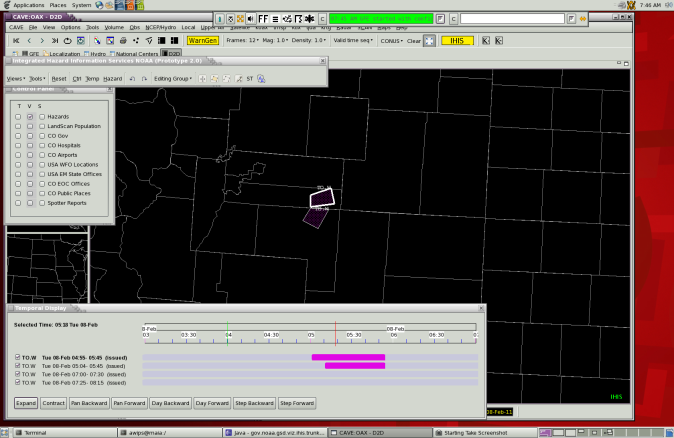 Applications Places System
7:46 AM
CAVE:OAX - D2D
FF
C
C
CAVE File View Options Tools Volume Obs NCEP/Hydro Local Upper
WarnGen
Frames: 12 Mag: 1.0 Density: 1.0 Valid time seq CONUS Clear
IHIS
GFE Localization Hydro National Centers D2D
Integrated Hazard Information Services NOAA (Prototype 2.0)
Views Tools Reset Ctrl Temp Hazard
Editing Group
ST
Control Panel
T V S
Hazards
LandScan Population
CO Gov
CO Hospitals
CO Airports
USA WFO Locations
USA EM State Offices
CO EOC Offices
CO Public Places
Spotter Reports
TO.W
TO.W
Temporal Display
Selected Time: 05:18 Tue 08-Feb
8-Feb
08-Feb
03 03:30 04 04:30 05 05:30 06 06:30
TO.W Tue 08-Feb 04:55- 05:45 (issued)
TO.W Tue 08-Feb 05:04- 05:45 (issued)
TO.W Tue 08-Feb 07:00 - 07:30 (issued)
TO.W Tue 08-Feb 07:25 - 08:15 (issued)
IHIS
Expand Contract Pan Backward Pan Forward Day Backward Day Forward Step Backward Step Forward
08-Feb-11
Terminal
awips@maia:/
Java - gov.noaa.gsd.viz.ihis.trunk...
CAVE:OAX - D2D
Starting Take Screenshot